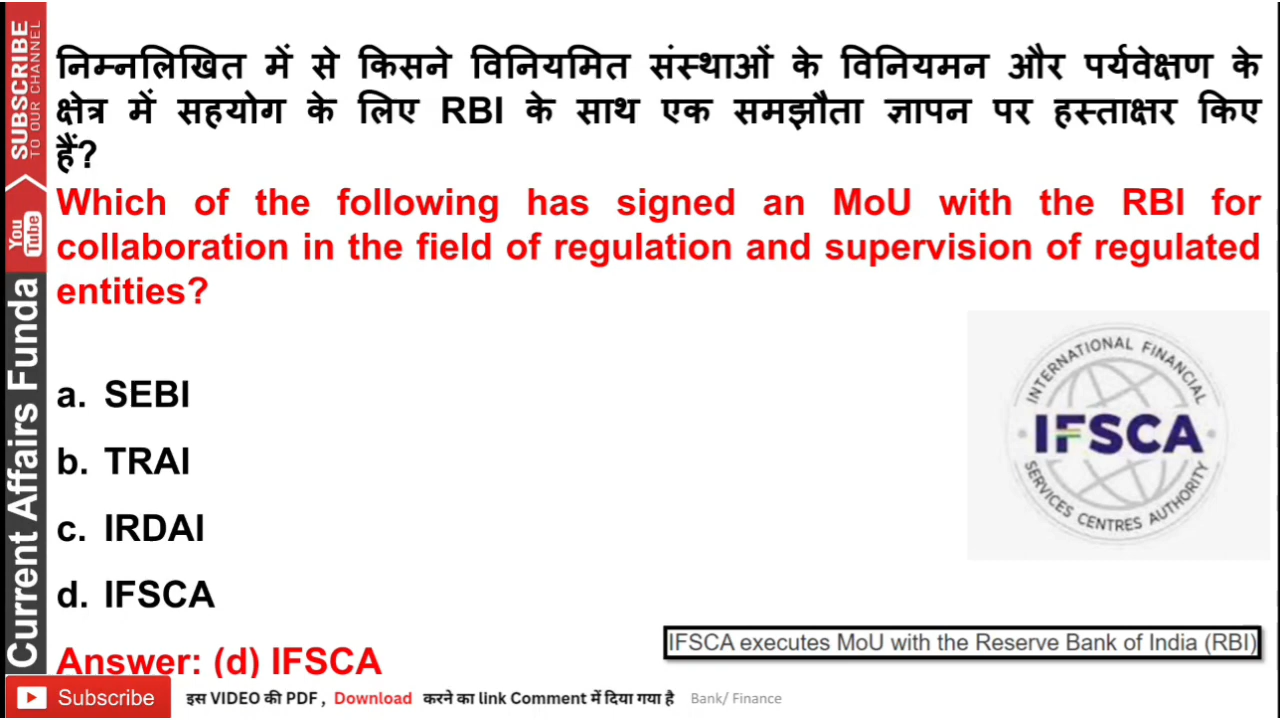 निम्नलिखित में से किसने विनियमित संस्थाओं के विनियमन और पर्यवेक्षण के
क्षेत्र में सहयोग के लिए RBI के साथ एक समझौता ज्ञापन पर हस्ताक्षर किए
हैं?
Which of the following has signed an MoU with the RBI for
collaboration in the field of regulation and supervision of regulated
entities?
a. SEBI
b. TRAI
c. IRDAI
d. IFSCA
Answer: (d) IFSCA
INTERNATIONAL FINANCIAL
IFSCA
SERVICES CENTRES AUTHORITY
IFSCA executes MoU with the Reserve Bank of India (RBI)
SUBSCRIBE
TO OUR CHANNEL
You
Tube
Current Affairs Funda
Subscribe
इस VIDEO की PDF , Download करने का link Comment में दिया गया है Bank/ Finance